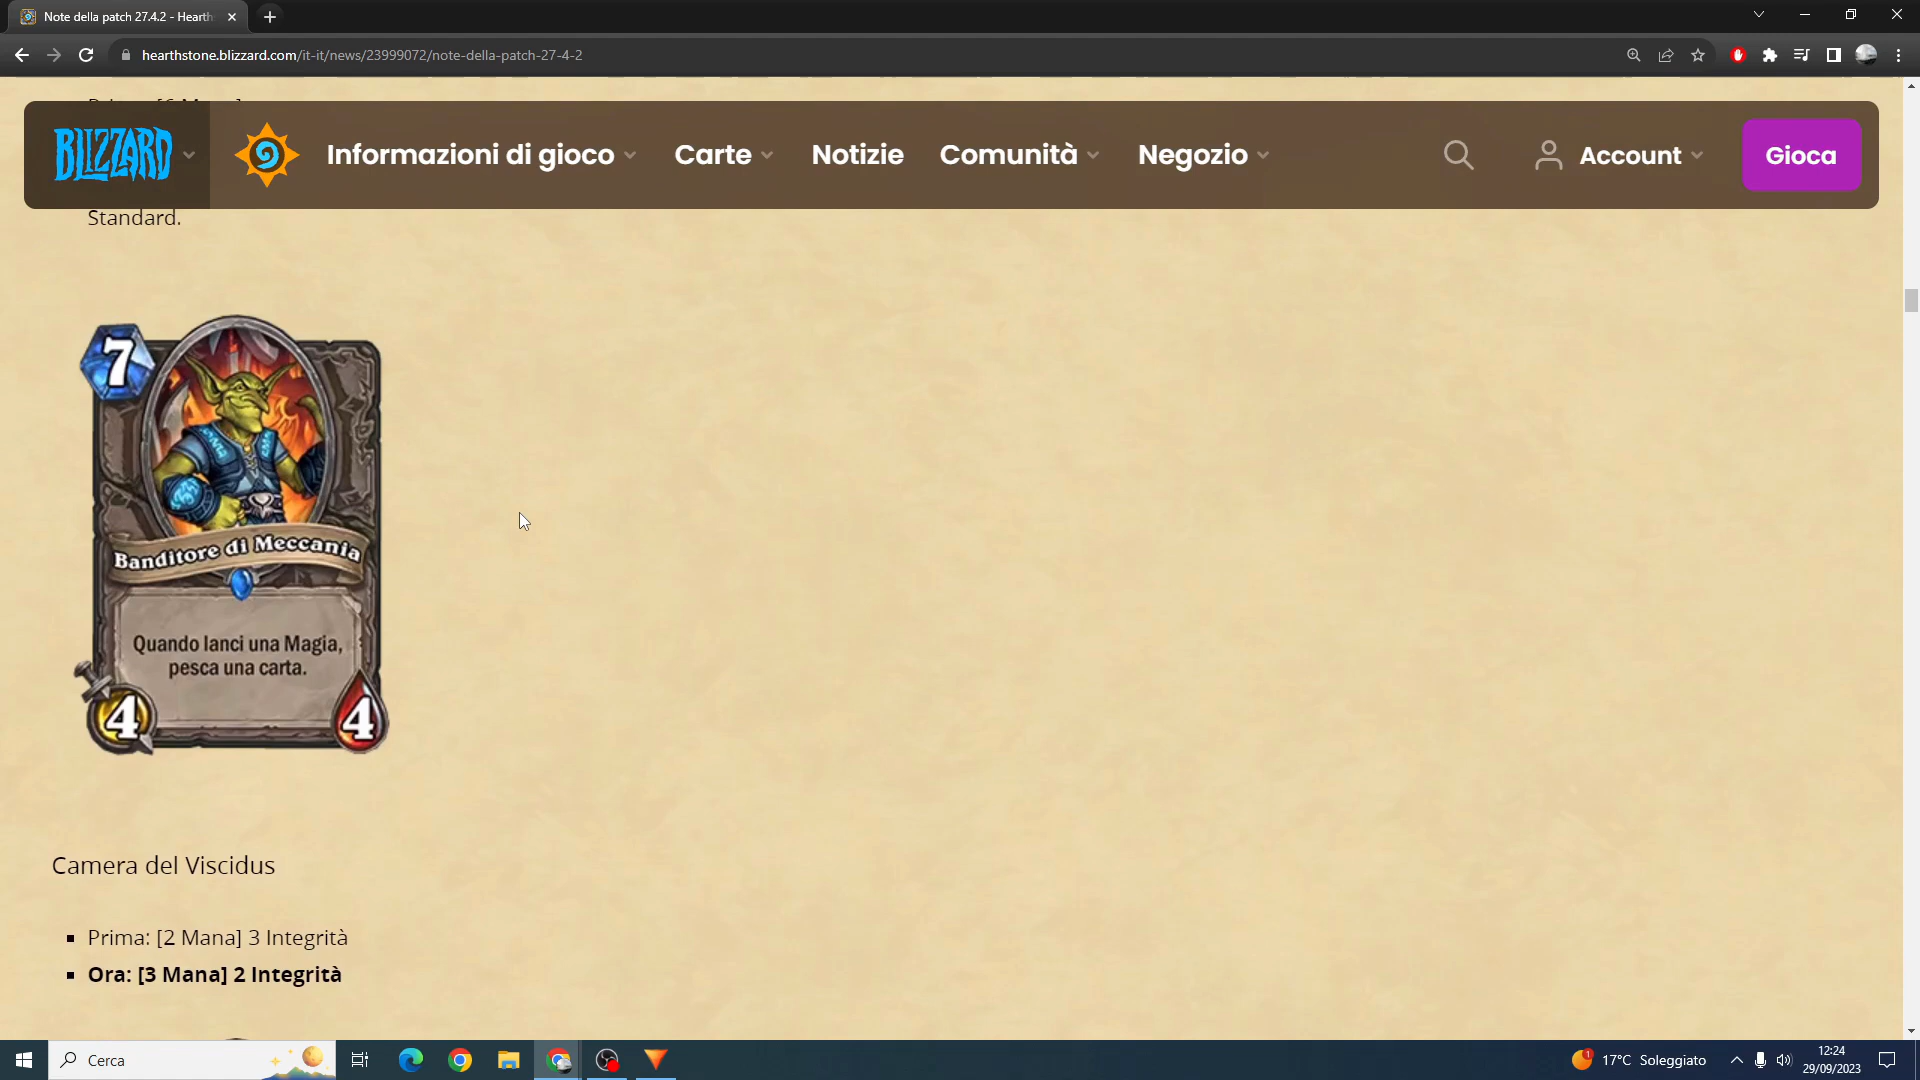 Note della patch 27.4.2 - Hearth
hearthstone.blizzard.com/it-it/news/23999072/note-della-patch-27-4-2
BLIZZARD
Informazioni di gioco
Carte
Notizie
Comunità
Negozio
Account
Gioca
Standard.
7
Banditore di Meccania
Quando lanci una Magia,
pesca una carta.
4
4
Camera del Viscidus
Prima: [2 Mana] 3 Integrità
Ora: [3 Mana] 2 Integrità
Cerca
1
17°C Soleggiato
12:24
29/09/2023